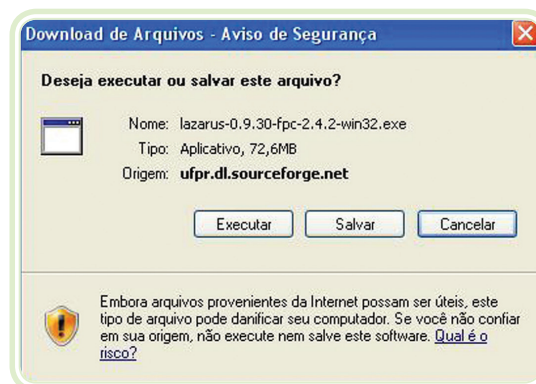 Download de Arquivos - Aviso de Segurança
Deseja executar ou salvar este arquivo?
Nome: lazarus-0.9.30-fpc-2.4.2-win32.exe
Tipo: Aplicativo, 72,6MB
Origem: ufpr.dl.sourceforge.net
Executar Salvar Cancelar
Embora arquivos provenientes da Internet possam ser úteis, este
tipo de arquivo pode danificar seu computador. Se você não confiar
em sua origem, não execute nem salve este software. Qual é o
risco?